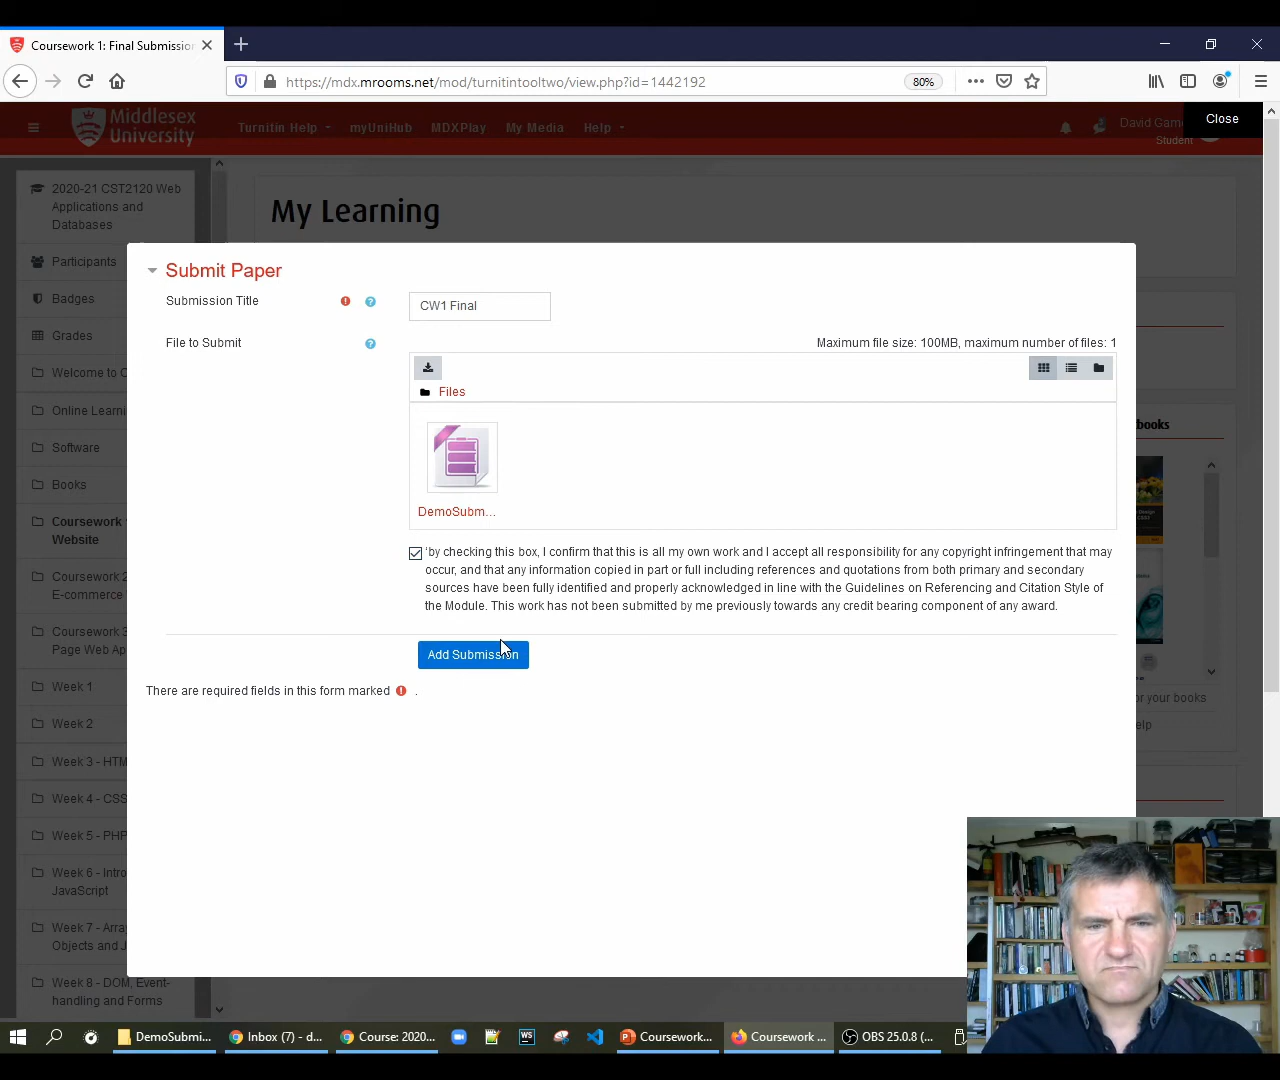 Coursework 1: Final Submissio
https://mdx.mrooms.net/mod/turnitintooltwo/view.php?id=1442192
80%
Middlesex
University
Turnitin Help
myUniHub
MDXPlay
My Media
Help
David Gam
Student
Close
2020-21 CST2120 Web
Applications and
Databases
Participants
Badges
Grades
Welcome to C
Online Learni
Software
Books
Coursework
Website
Coursework 2
E-commerce
Coursework 3
Page Web Ap
Week 1
Week 2
Week 3 - HTM
Week 4 - CSS
Week 5 - PHP
Week 6 - Intro
JavaScript
Week 7 - Arra
Objects and J
Week 8 - DOM, Event-
handling and Forms
My Learning
Submit Paper
Submission Title
CW1 Final
File to Submit
Maximum file size: 100MB, maximum number of files: 1
Files
DemoSubm...
'by checking this box, I confirm that this is all my own work and I accept all responsibility for any copyright infringement that may
occur, and that any information copied in part or full including references and quotations from both primary and secondary
sources have been fully identified and properly acknowledged in line with the Guidelines on Referencing and Citation Style of
the Module. This work has not been submitted by me previously towards any credit bearing component of any award.
Add Submission
There are required fields in this form marked .
books
er your books
elp
DemoSubmi...
Inbox (7) - d...
Course: 2020...
WS
Coursework...
Coursework ...
OBS 25.0.8 (...